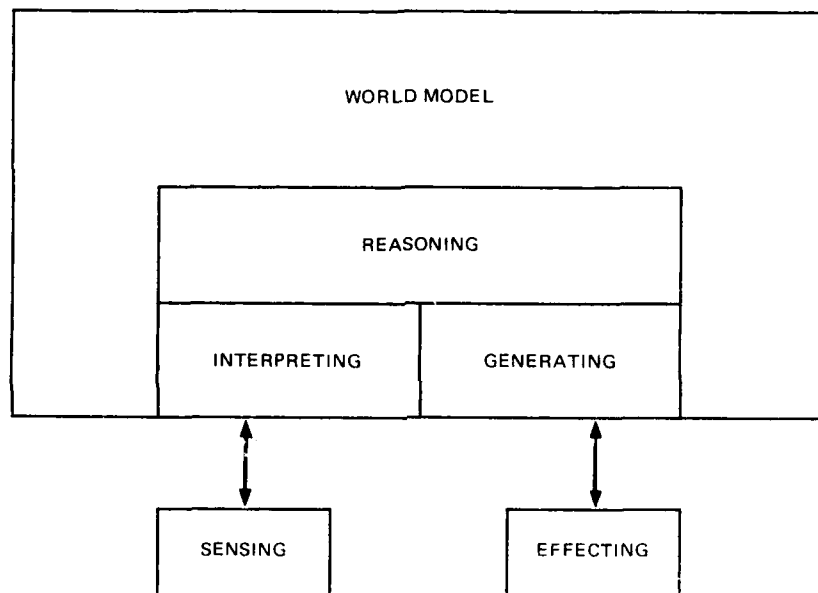 WORLD MODEL
REASONING
INTERPRETING
GENERATING
SENSING
EFFECTING